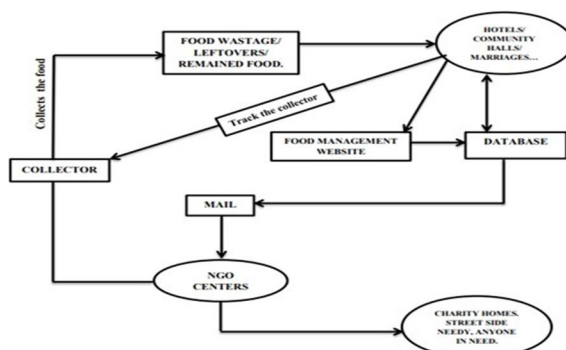 FOOD WASTAGE/
LEFTOVERS/
REMAINED FOOD.
HOTELS/
COMMUNITY
HALLS/
MARRIAGES...
Collects the food
Track the collector
FOOD MANAGEMENT
WEBSITE
DATABASE
COLLECTOR
MAIL
NGO
CENTERS
CHARITY HOMES.
STREET SIDE
NEEDY, ANYONE
IN NEED.